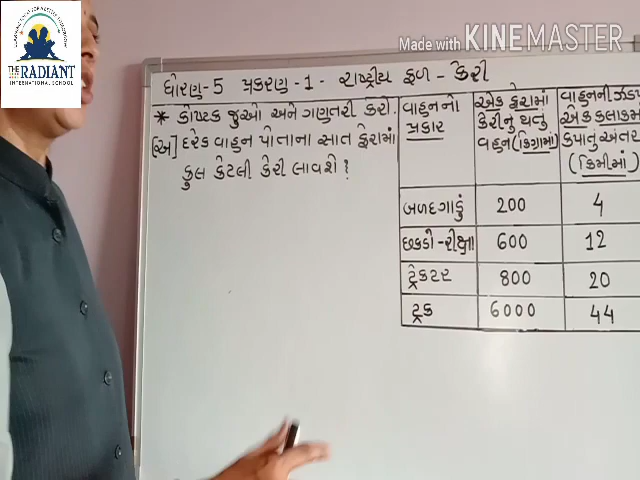 Made with KINEMASTER
THE RADIANT
INTERNATIONAL SCHOOL
ધોરણ-5 પ્રકરણ-1- રાષ્ટ્રીય ફળ - કેરી
* કોષ્ટક જુઓ અને ગણતરી કરો.
[અ] દરેક વાહન પોતાના સાત ફેરામાં
કુલ કેટલી કેરી લાવશે?
વાહનનો
પ્રકાર
એક ફેરામાં
કેરીનુ થતુ
વહન (કિગ્રામાં)
વાહનની ઝડપ
એક કલાકમાં
કપાતુ અંતર
(કિમીમાં)
બળદગાડું 200 4
છકડો-રીક્ષા 600 12
ટ્રેક્ટર 800 20
ટ્રક 6000 44